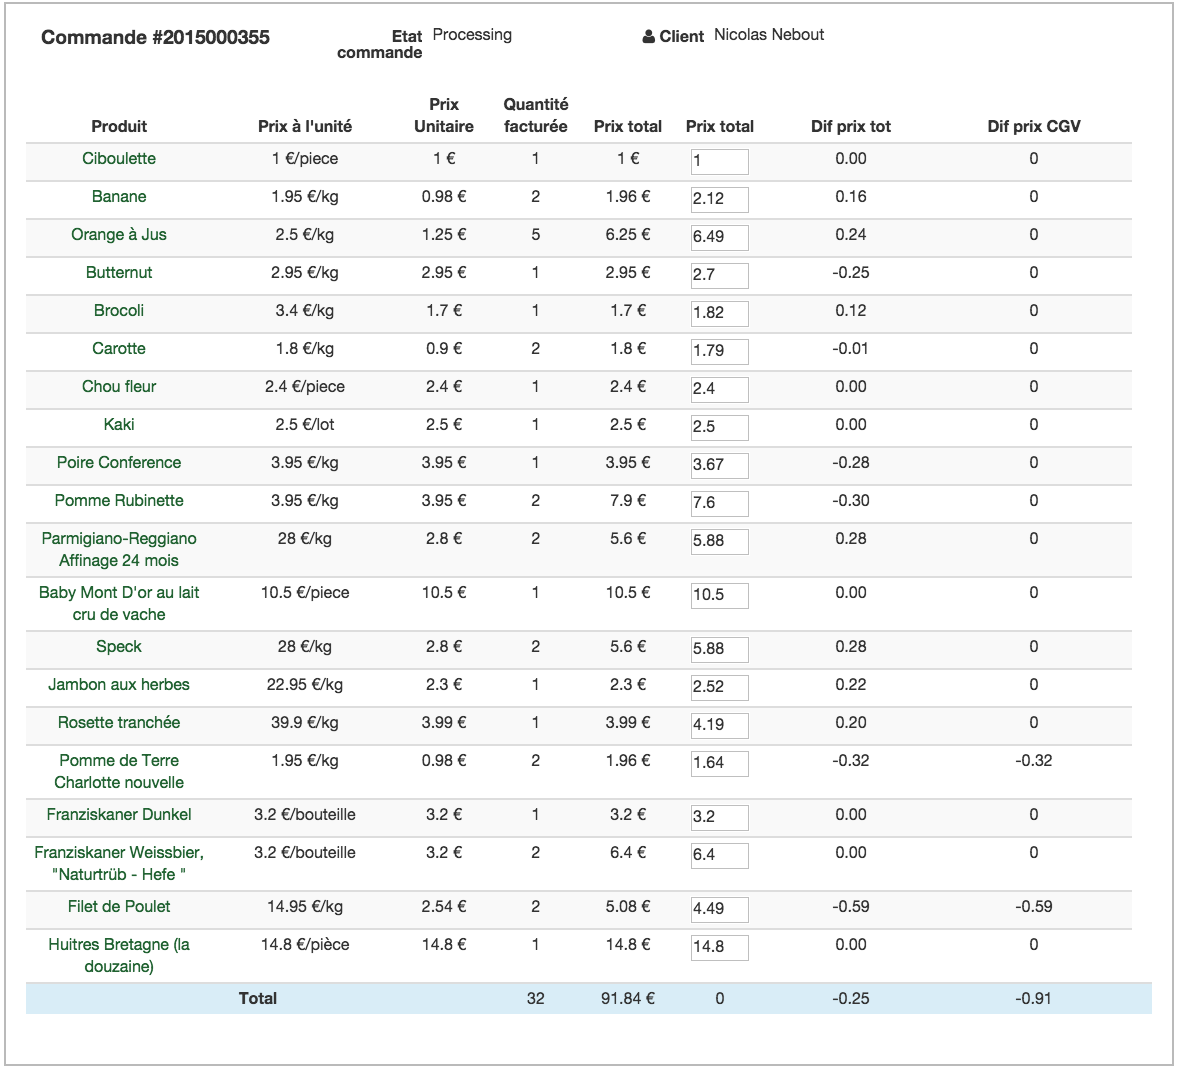 Commande #2015000355 Etat commande Processing Client Nicolas Nebout
Produit Prix à l'unité Prix Unitaire Quantité facturée Prix total Prix total Dif prix tot Dif prix CGV
Ciboulette 1 €/piece 1 € 1 1 € 1 0.00 0
Banane 1.95 €/kg 0.98 € 2 1.96 € 2.12 0.16 0
Orange à Jus 2.5 €/kg 1.25 € 5 6.25 € 6.49 0.24 0
Butternut 2.95 €/kg 2.95 € 1 2.95 € 2.7 -0.25 0
Brocoli 3.4 €/kg 1.7 € 1 1.7 € 1.82 0.12 0
Carotte 1.8 €/kg 0.9 € 2 1.8 € 1.79 -0.01 0
Chou fleur 2.4 €/piece 2.4 € 1 2.4 € 2.4 0.00 0
Kaki 2.5 €/lot 2.5 € 1 2.5 € 2.5 0.00 0
Poire Conference 3.95 €/kg 3.95 € 1 3.95 € 3.67 -0.28 0
Pomme Rubinette 3.95 €/kg 3.95 € 2 7.9 € 7.6 -0.30 0
Parmigiano-Reggiano 28 €/kg 2.8 € 2 5.6 € 5.88 0.28 0
Affinage 24 mois
Baby Mont D'or au lait 10.5 €/piece 10.5 € 1 10.5 € 10.5 0.00 0
cru de vache
Speck 28 €/kg 2.8 € 2 5.6 € 5.88 0.28 0
Jambon aux herbes 22.95 €/kg 2.3 € 1 2.3 € 2.52 0.22 0
Rosette tranchée 39.9 €/kg 3.99 € 1 3.99 € 4.19 0.20 0
Pomme de Terre 1.95 €/kg 0.98 € 2 1.96 € 1.64 -0.32 -0.32
Charlotte nouvelle
Franziskaner Dunkel 3.2 €/bouteille 3.2 € 1 3.2 € 3.2 0.00 0
Franziskaner Weissbier, 3.2 €/bouteille 3.2 € 2 6.4 € 6.4 0.00 0
"Naturtrüb - Hefe "
Filet de Poulet 14.95 €/kg 2.54 € 2 5.08 € 4.49 -0.59 -0.59
Huitres Bretagne (la 14.8 €/pièce 14.8 € 1 14.8 € 14.8 0.00 0
douzaine)
Total 32 91.84 € 0 -0.25 -0.91